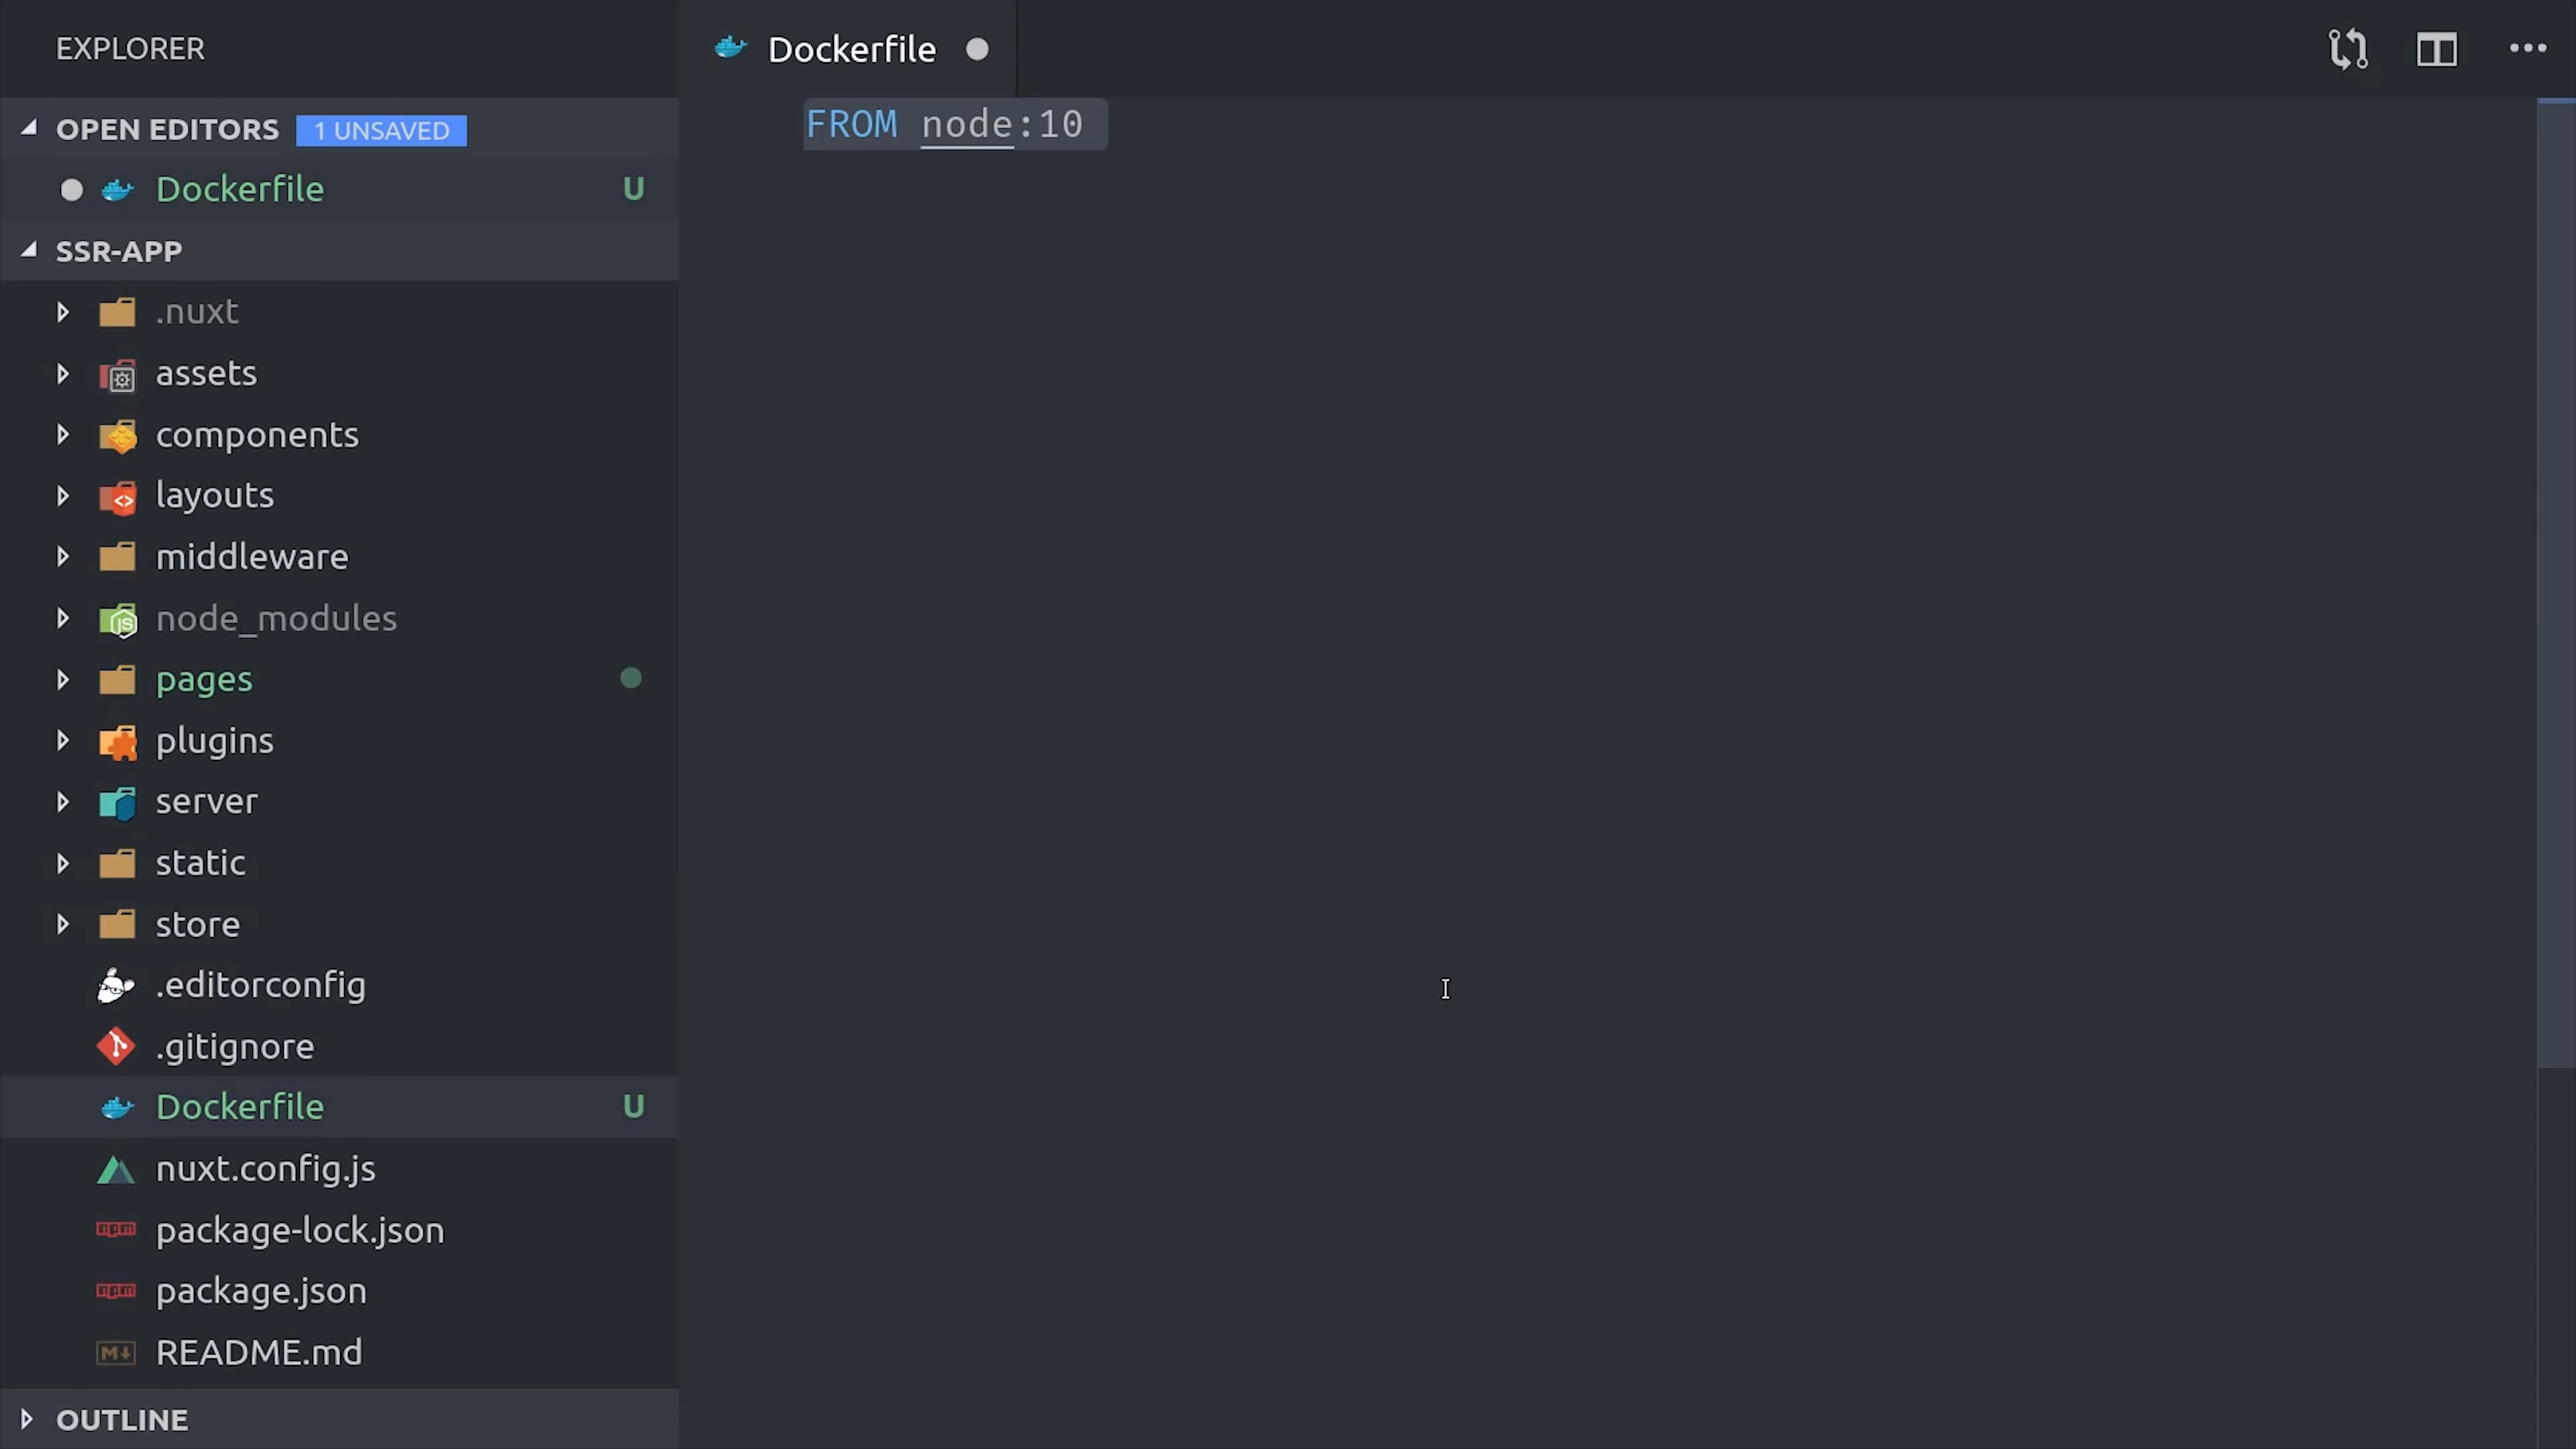 EXPLORER
OPEN EDITORS 1 UNSAVED
Dockerfile U
SSR-APP
.nuxt
assets
components
layouts
middleware
node_modules
pages
plugins
server
static
store
.editorconfig
.gitignore
Dockerfile U
nuxt.config.js
package-lock.json
package.json
README.md
OUTLINE
Dockerfile
FROM node:10